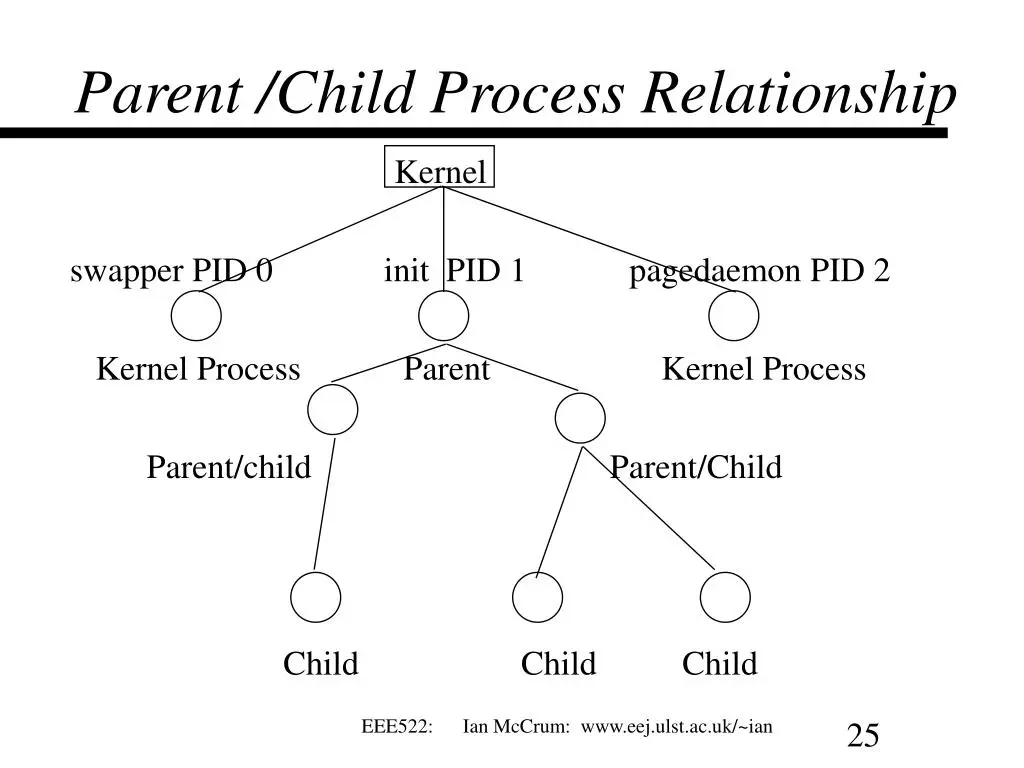 Parent /Child Process Relationship
Kernel
swapper PID 0
init PID 1
pagedaemon PID 2
Kernel Process
Parent
Kernel Process
Parent/child
Parent/Child
Child
Child
Child
EEE522: Ian McCrum: www.eej.ulst.ac.uk/~ian
25